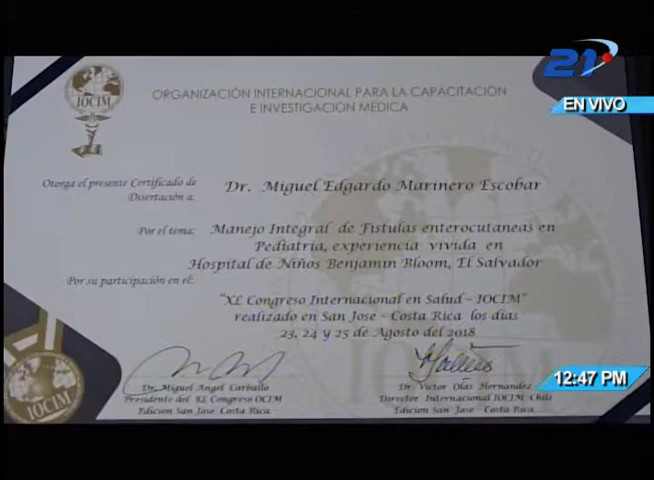 21
EN VIVO
IOCIM
ORGANIZACIÓN INTERNACIONAL PARA LA CAPACITACIÓN
E INVESTIGACIÓN MÉDICA
Otorga el presente Certificado de
Disertación a:
Dr. Miguel Edgardo Marinero Escobar
Por el tema:
Manejo Integral de Fistulas enterocutaneas en
Pediatria, experiencia vivida en
Hospital de Niños Benjamin Bloom, El Salvador
Por su participación en el:
"XL Congreso Internacional en Salud - IOCIM"
realizado en San Jose - Costa Rica los dias
23, 24 y 25 de Agosto del 2018
Dr. Miguel Angel Carballo
Presidente del XL Congreso OCIM
Edicion San Jose Costa Rica
Dr. Victor Olas Hernandez
Director Internacional IOCIM Chile
Edicion San Jose - Costa Rica
IOCIM
12:47 PM